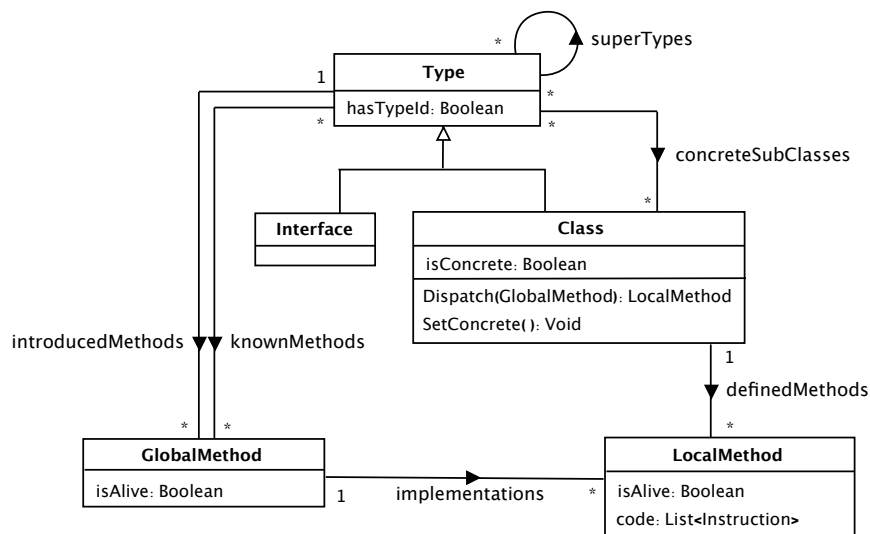 *
superTypes
Type
1
*
hasTypeId: Boolean
*
*
concreteSubClasses
*
Interface
Class
isConcrete: Boolean
Dispatch(GlobalMethod): LocalMethod
SetConcrete(): Void
introducedMethods
knownMethods
1
definedMethods
*
*
*
GlobalMethod
LocalMethod
isAlive: Boolean
1
implementations
*
isAlive: Boolean
code: List<Instruction>